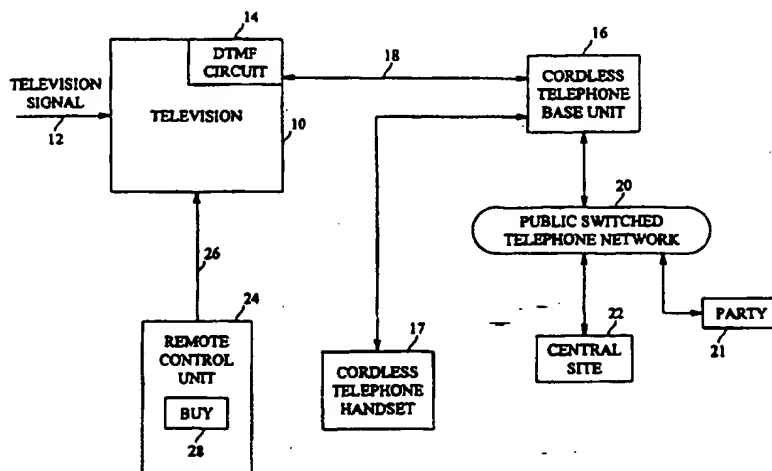 14
DTMF
CIRCUIT
TELEVISION
SIGNAL
12
TELEVISION
10
18
16
CORDLESS
TELEPHONE
BASE UNIT
20
PUBLIC SWITCHED
TELEPHONE NETWORK
26
24
REMOTE
CONTROL
UNIT
BUY
28
17
CORDLESS
TELEPHONE
HANDSET
22
CENTRAL
SITE
PARTY
21